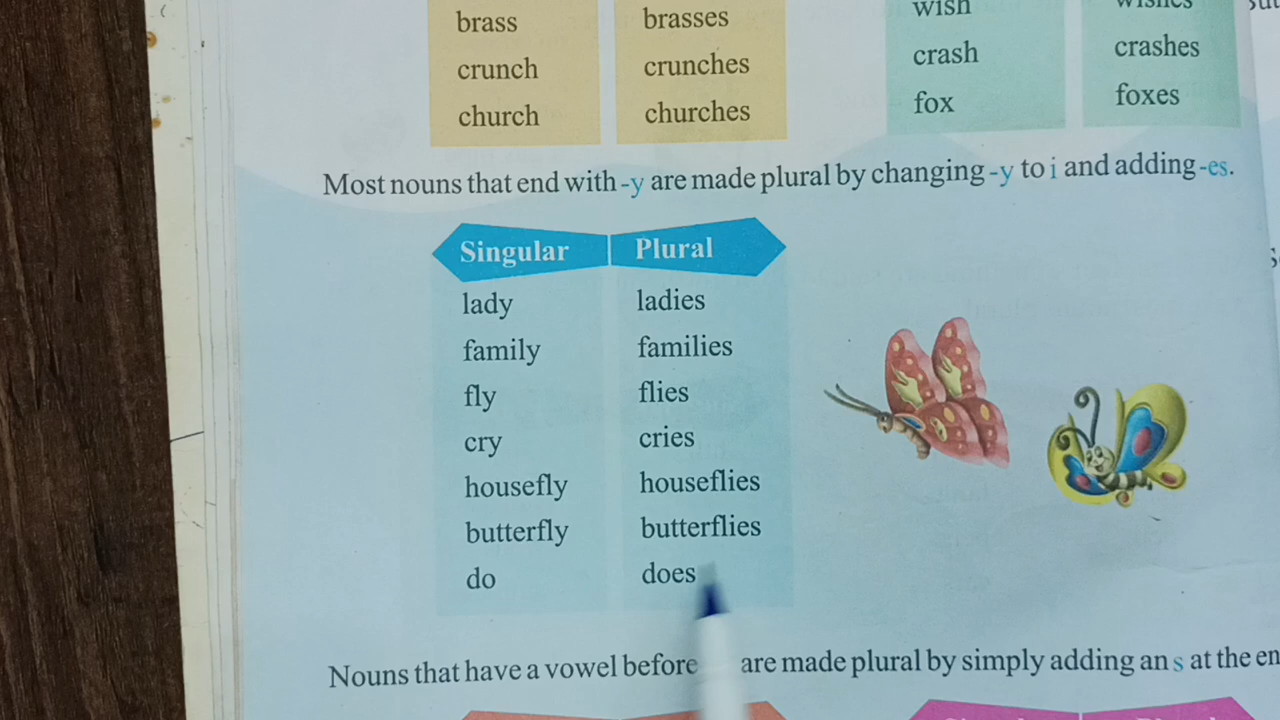 brass brasses wish wishes
crunch crunches crash crashes
church churches fox foxes
Most nouns that end with -y are made plural by changing -y to i and adding -es.
Singular Plural
lady ladies
family families
fly flies
cry cries
housefly houseflies
butterfly butterflies
do does
Nouns that have a vowel before are made plural by simply adding an s at the